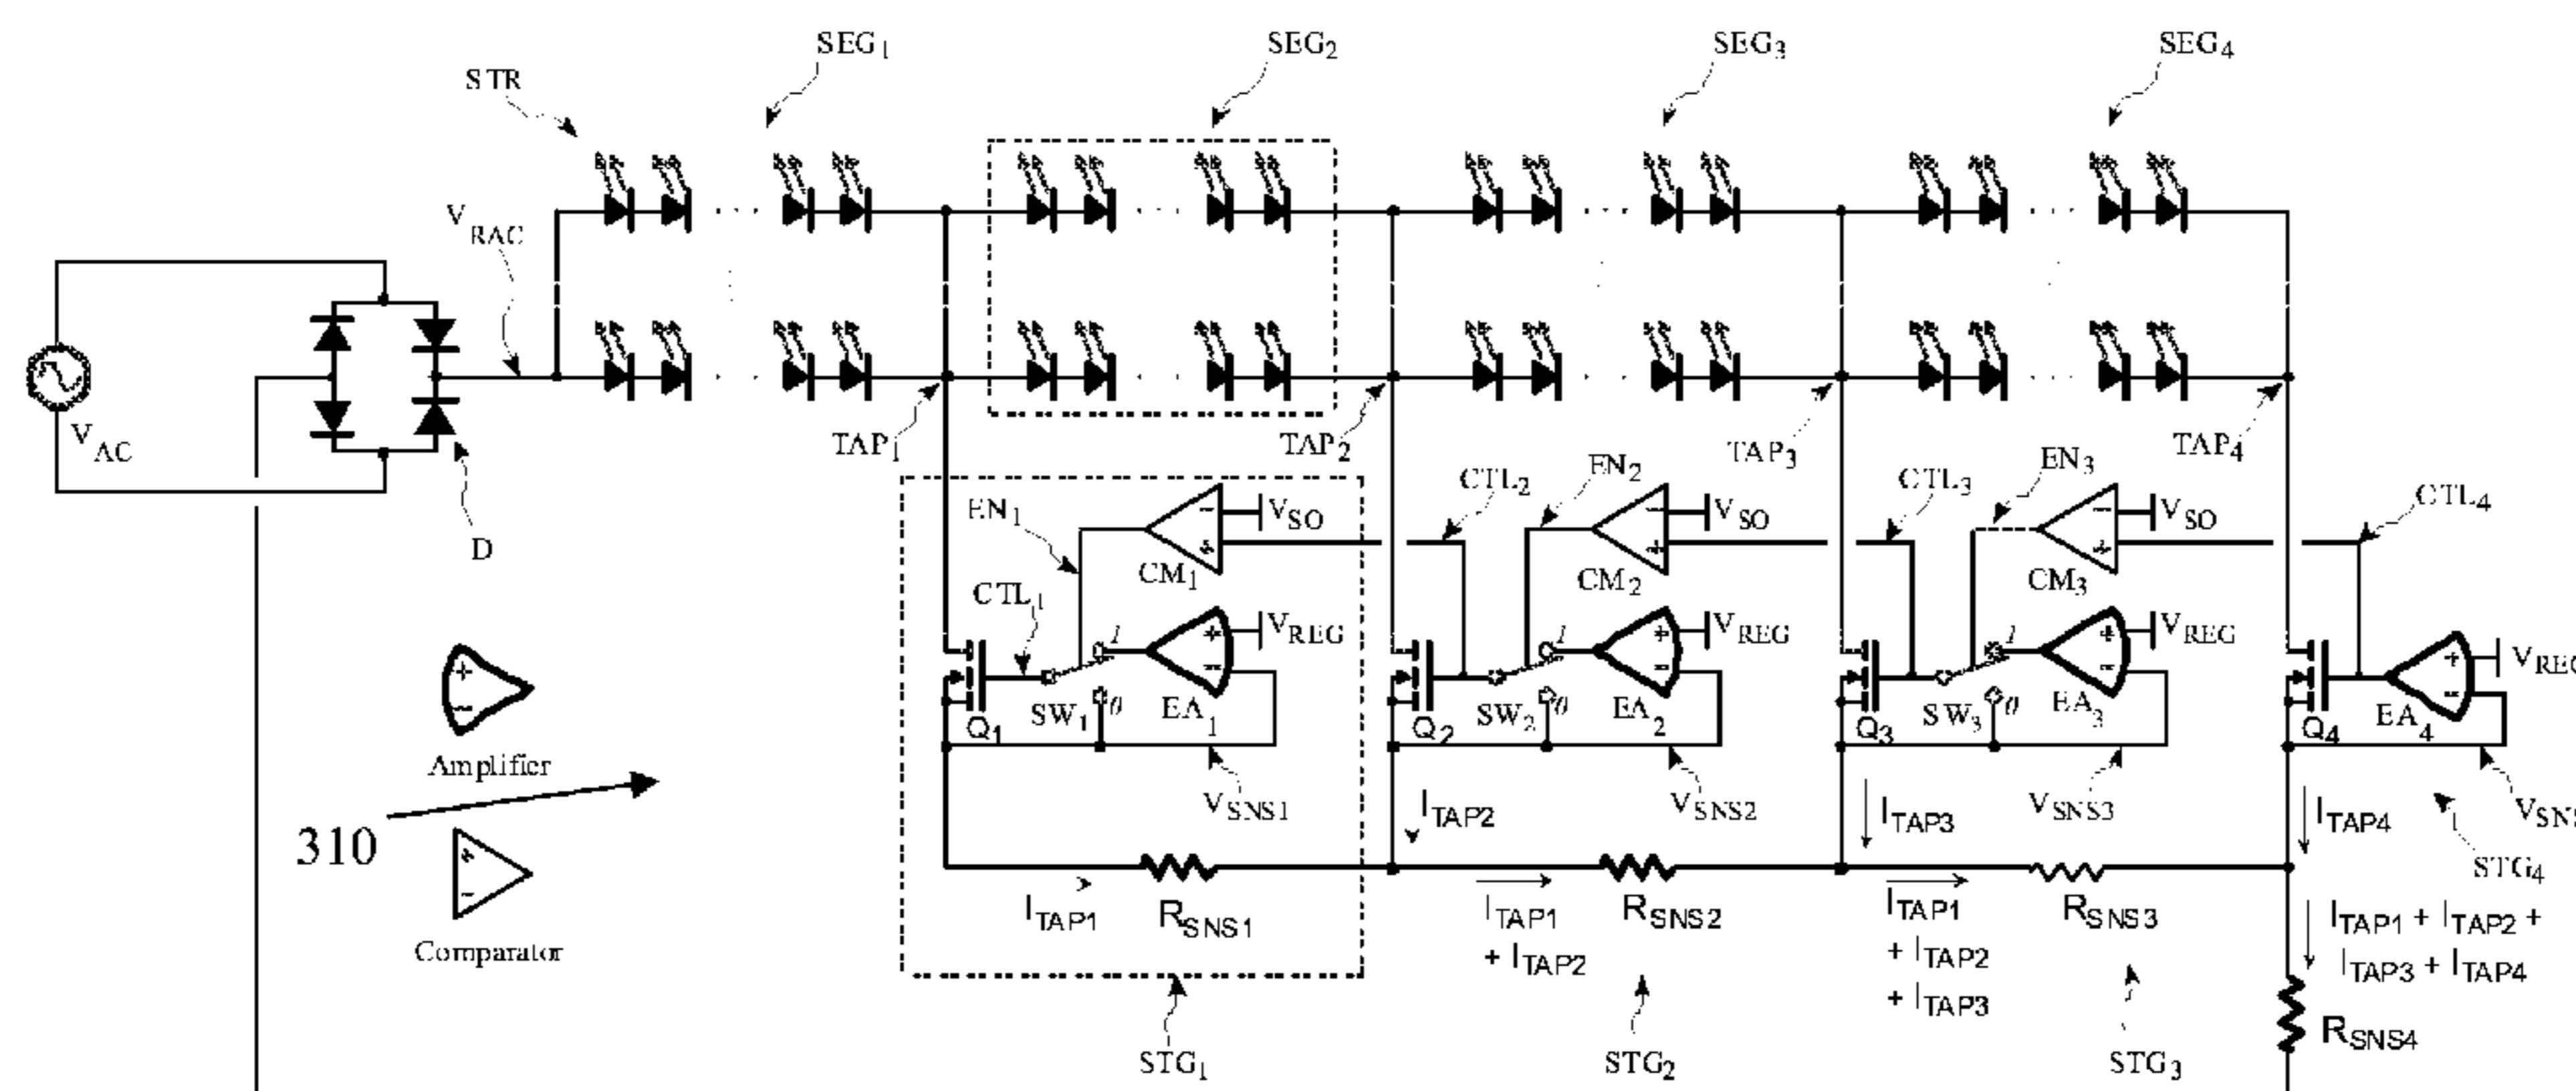 SEG1
SEG2
SEG3
SEG4
STR
VRAC
VAC
D
TAP1
TAP2
TAP3
TAP4
EN1
VSO
CTL2
EN2
VSO
CTL3
EN3
VSO
CTL4
CM1
CM2
CM3
CTL1
+
−
VREG
1
0
SW1
EA1
Q1
+
−
VREG
1
0
SW2
EA2
Q2
+
−
VREG
1
0
SW3
EA3
Q3
+
−
VREG
EA4
Q4
+
−
Amplifier
310
+
−
Comparator
VSNS1
ITAP2
VSNS2
ITAP3
VSNS3
ITAP4
VSNS
STG4
ITAP1
RSNS1
ITAP1
+ ITAP2
RSNS2
ITAP1
+ ITAP2
+ ITAP3
RSNS3
ITAP1 + ITAP2 +
ITAP3 + ITAP4
RSNS4
STG1
STG2
STG3